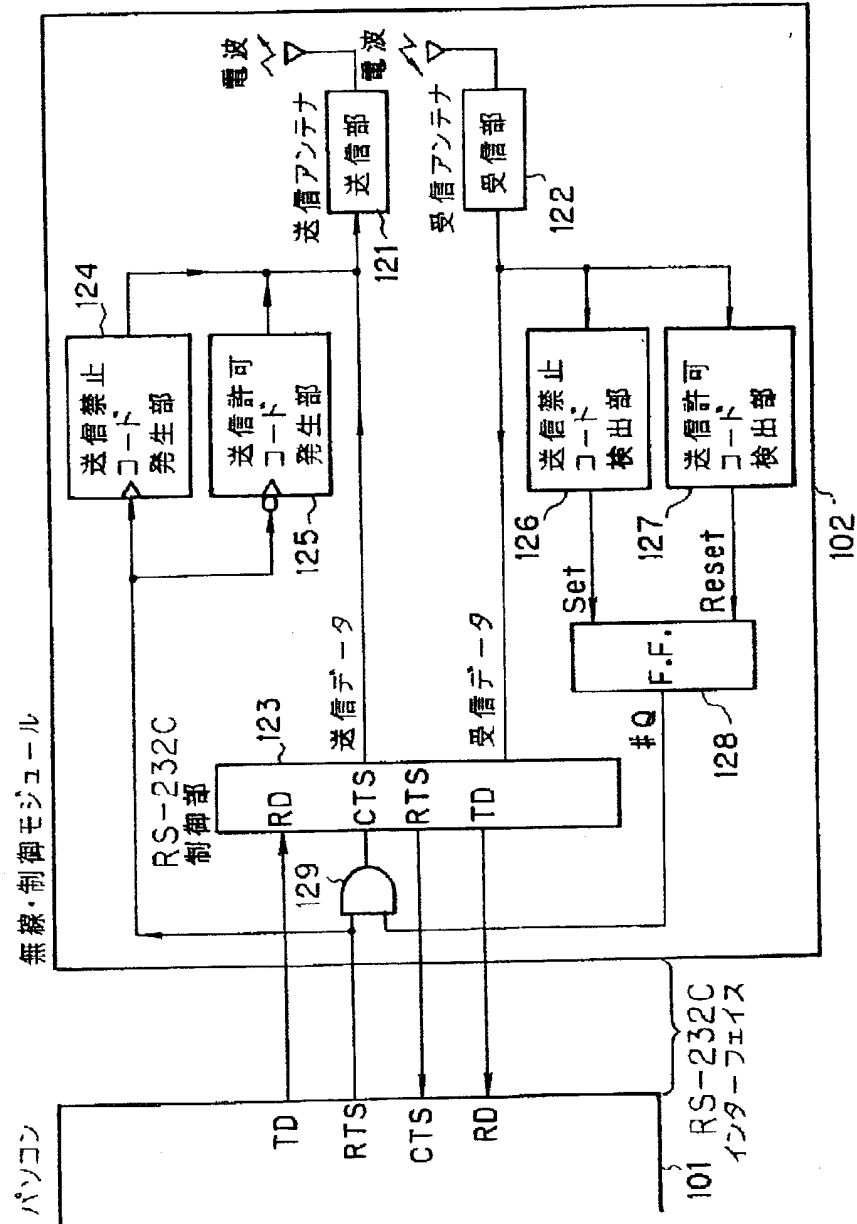 パソコン
101
TD
RTS
CTS
RD
RS-232C
インターフェイス
無線・制御モジュール
102
RS-232C
制御部
123
RD
CTS
RTS
TD
129
送信データ
受信データ
124
送信禁止
コード
発生部
125
送信許可
コード
発生部
送信アンテナ
電波
送信部
121
受信アンテナ
電波
受信部
122
126
送信禁止
コード
検出部
127
送信許可
コード
検出部
Set
Reset
F.F.
#Q
128